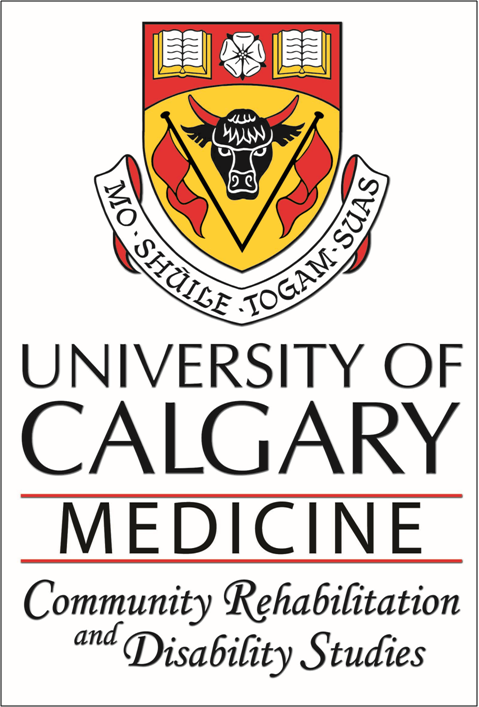 MO · SHÙILE · TOGAM · SUAS
UNIVERSITY OF
CALGARY
MEDICINE
Community Rehabilitation
and Disability Studies